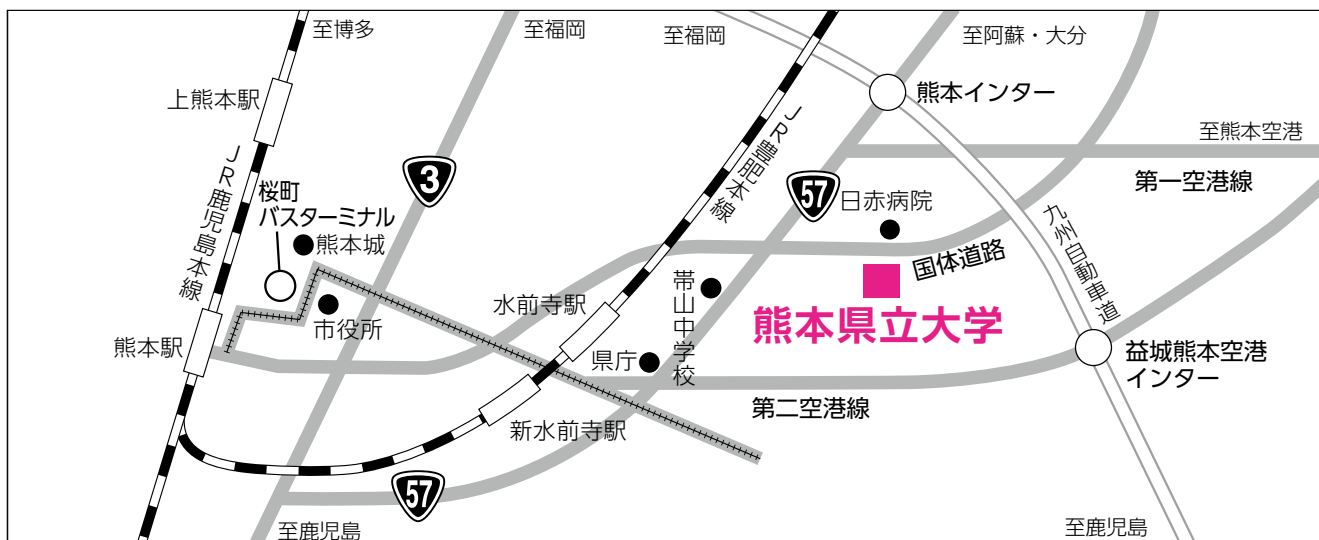 至博多
至福岡
至福岡
至阿蘇・大分
上熊本駅
熊本インター
至熊本空港
JR鹿児島本線
3
JR豊肥本線
57
第一空港線
桜町
バスターミナル
日赤病院
九州自動車道
熊本城
国体道路
帯山中学校
水前寺駅
市役所
熊本県立大学
熊本駅
県庁
益城熊本空港
インター
第二空港線
新水前寺駅
57
至鹿児島
至鹿児島